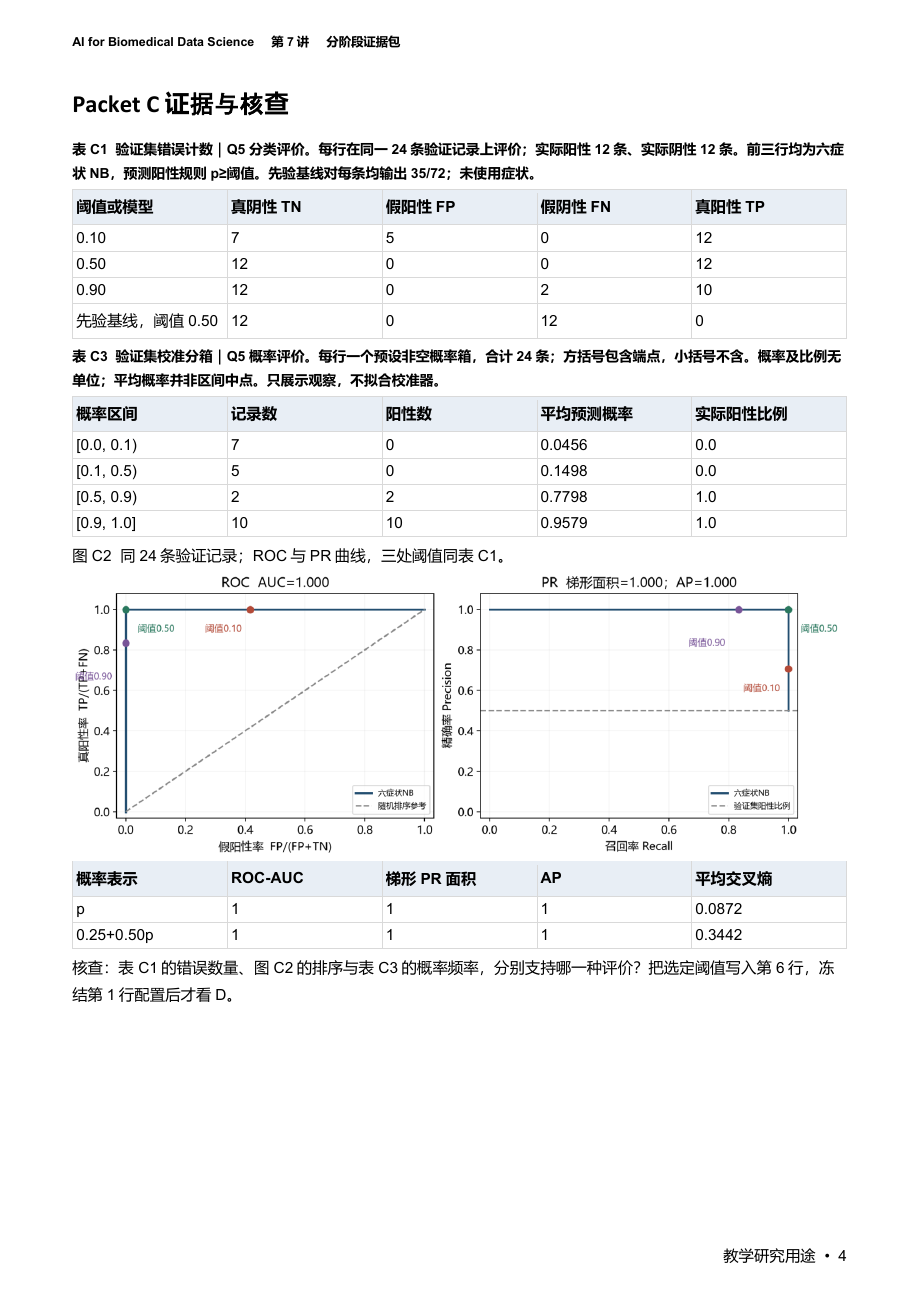 AI for Biomedical Data Science 第 7 讲 分阶段证据包
Packet C 证据与核查
表 C1 验证集错误计数｜Q5 分类评价。每行在同一 24 条验证记录上评价；实际阳性 12 条、实际阴性 12 条。前三行均为六症
状 NB，预测阳性规则 p≥阈值。先验基线对每条均输出 35/72；未使用症状。
阈值或模型 真阴性 TN 假阳性 FP 假阴性 FN 真阳性 TP
0.10 7 5 0 12
0.50 12 0 0 12
0.90 12 0 2 10
先验基线，阈值 0.50 12 0 12 0
表 C3 验证集校准分箱｜Q5 概率评价。每行一个预设非空概率箱，合计 24 条；方括号包含端点，小括号不含。概率及比例无
单位；平均概率并非区间中点。只展示观察，不拟合校准器。
概率区间 记录数 阳性数 平均预测概率 实际阳性比例
[0.0, 0.1) 7 0 0.0456 0.0
[0.1, 0.5) 5 0 0.1498 0.0
[0.5, 0.9) 2 2 0.7798 1.0
[0.9, 1.0] 10 10 0.9579 1.0
图 C2 同 24 条验证记录；ROC 与 PR 曲线，三处阈值同表 C1。
ROC AUC=1.000
真阳性率 TP/(TP+FN)
1.0
0.8
0.6
0.4
0.2
0.0
阈值0.50
阈值0.10
阈值0.90
六症状NB
随机排序参考
0.0 0.2 0.4 0.6 0.8 1.0
假阳性率 FP/(FP+TN)
PR 梯形面积=1.000；AP=1.000
精确率 Precision
1.0
0.8
0.6
0.4
0.2
0.0
阈值0.50
阈值0.90
阈值0.10
六症状NB
验证集阳性比例
0.0 0.2 0.4 0.6 0.8 1.0
召回率 Recall
概率表示 ROC-AUC 梯形 PR 面积 AP 平均交叉熵
p 1 1 1 0.0872
0.25+0.50p 1 1 1 0.3442
核查：表 C1 的错误数量、图 C2 的排序与表 C3 的概率频率，分别支持哪一种评价？把选定阈值写入第 6 行，冻
结第 1 行配置后才看 D。
教学研究用途 • 4